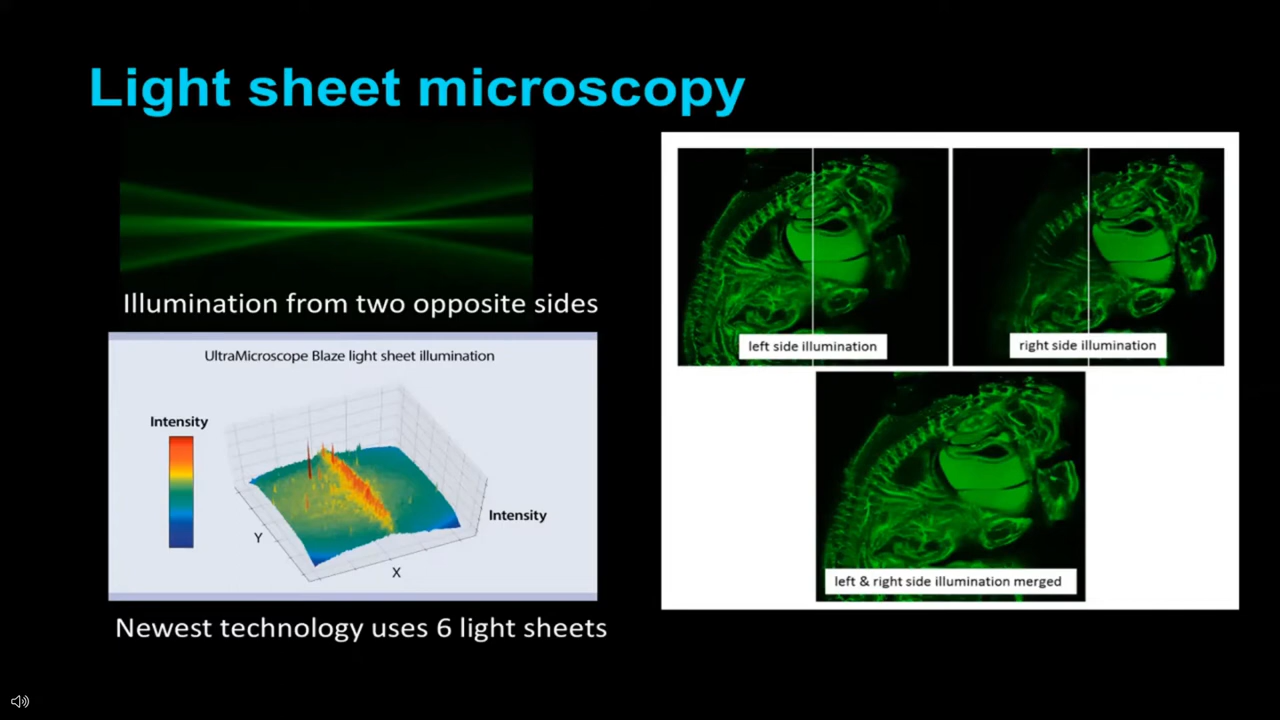 Light sheet microscopy
Illumination from two opposite sides
UltraMicroscope Blaze light sheet illumination
Intensity
Intensity
Y
X
Newest technology uses 6 light sheets
left side illumination
right side illumination
left & right side illumination merged